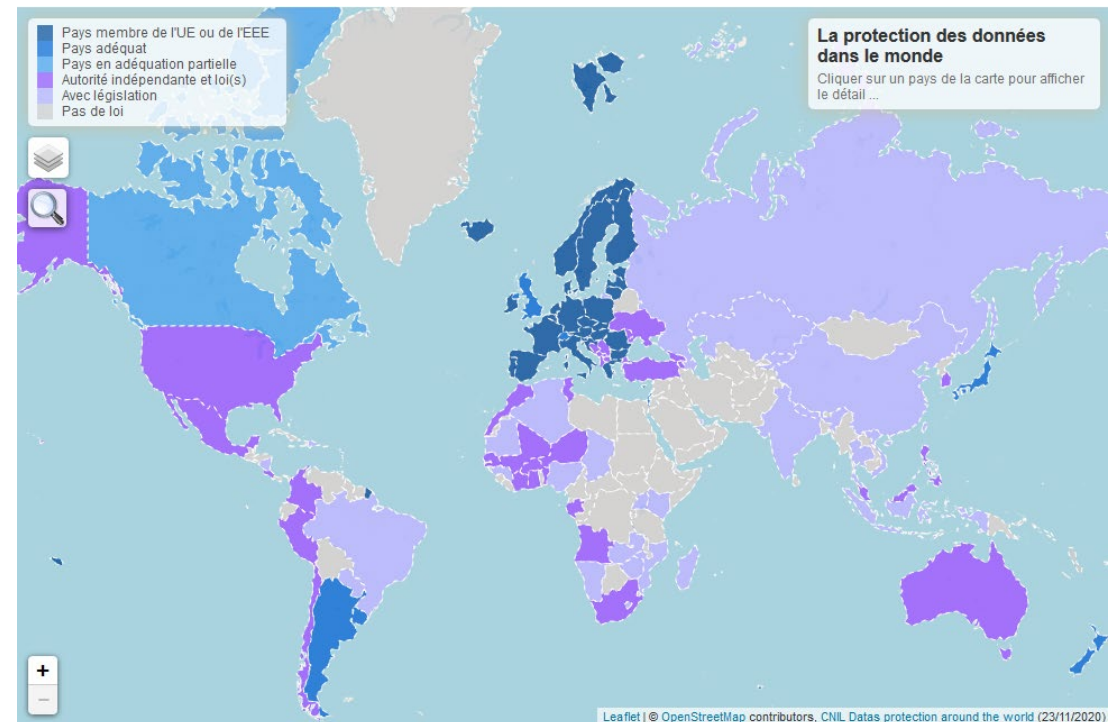 Pays membre de l'UE ou de l'EEE
Pays adéquat
Pays en adéquation partielle
Autorité indépendante et loi(s)
Avec législation
Pas de loi
La protection des données
dans le monde
Cliquer sur un pays de la carte pour afficher
le détail ...
+
−
Leaflet | © OpenStreetMap contributors, CNIL Datas protection around the world (23/11/2020)